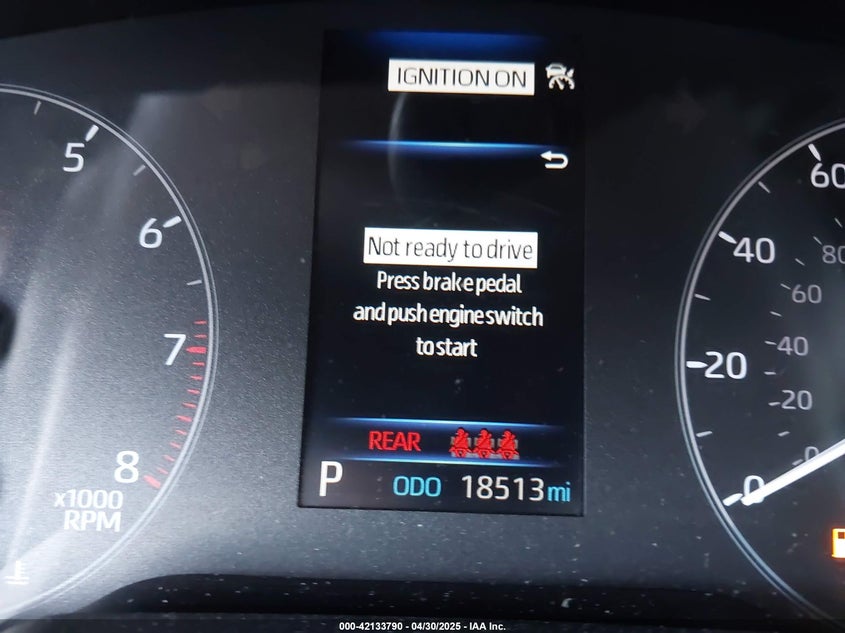 IGNITION ON
Not ready to drive
Press brake pedal
and push engine switch
to start
REAR
P ODO 18513 mi
5
6
7
8
x1000
RPM
60
40
20
0
80
60
40
20
0
000-42133790 - 04/30/2025 - IAA Inc.